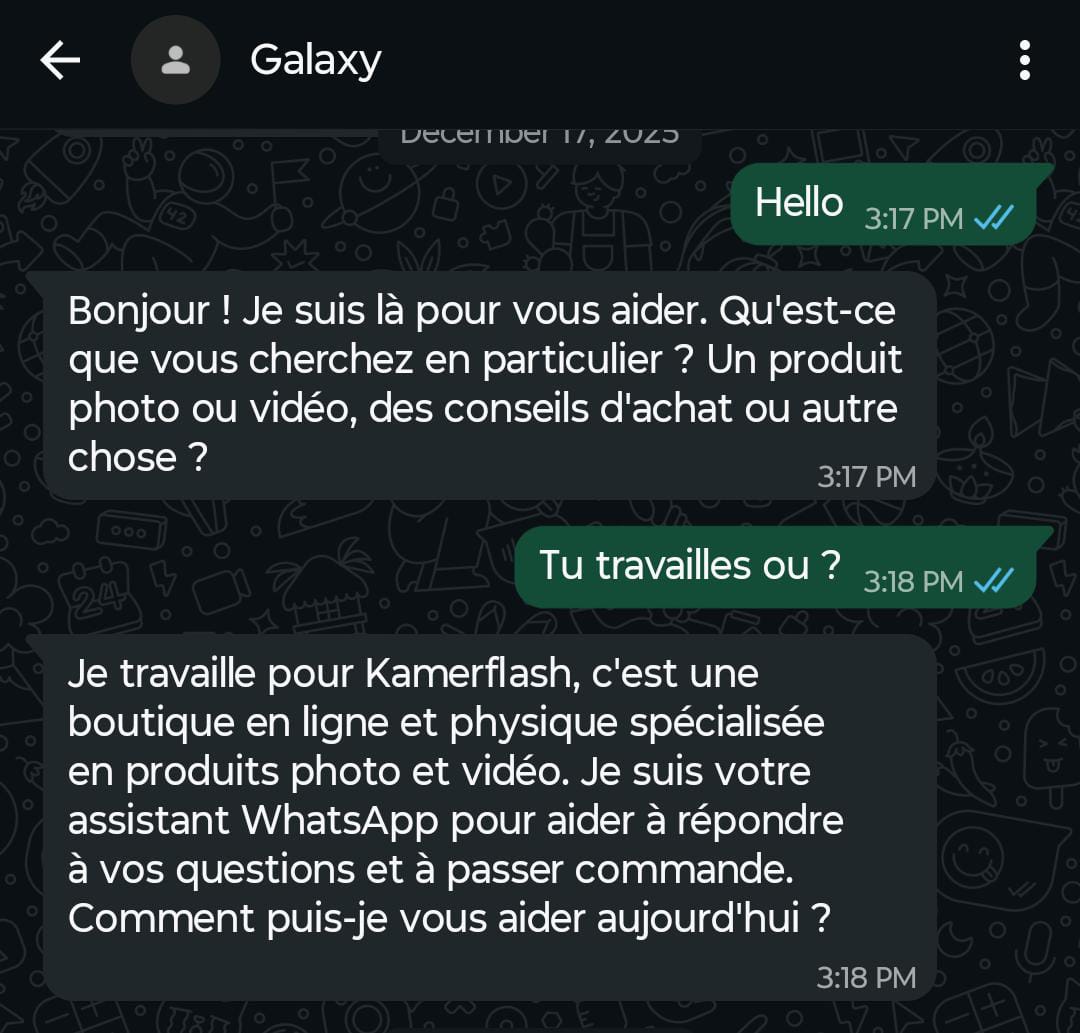 Galaxy
December 17, 2025
Hello
3:17 PM
Bonjour ! Je suis là pour vous aider. Qu'est-ce
que vous cherchez en particulier ? Un produit
photo ou vidéo, des conseils d'achat ou autre
chose ?
3:17 PM
Tu travailles ou ?
3:18 PM
Je travaille pour Kamerflash, c'est une
boutique en ligne et physique spécialisée
en produits photo et vidéo. Je suis votre
assistant WhatsApp pour aider à répondre
à vos questions et à passer commande.
Comment puis-je vous aider aujourd'hui ?
3:18 PM